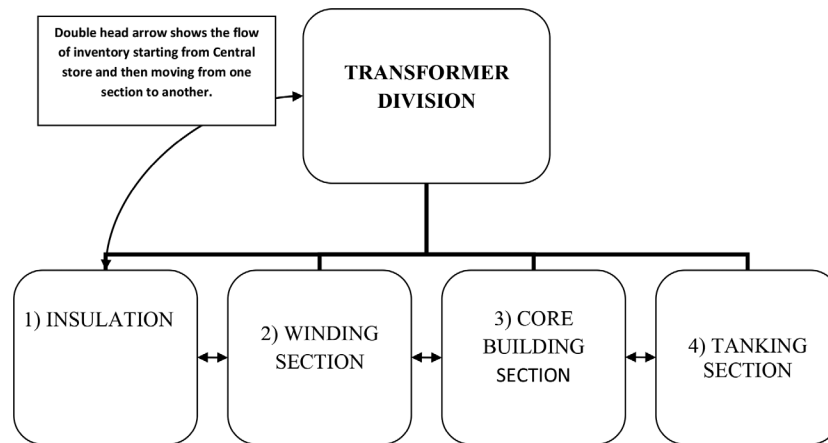 Double head arrow shows the flow
of inventory starting from Central
store and then moving from one
section to another.
TRANSFORMER
DIVISION
1) INSULATION
2) WINDING
SECTION
3) CORE
BUILDING
SECTION
4) TANKING
SECTION